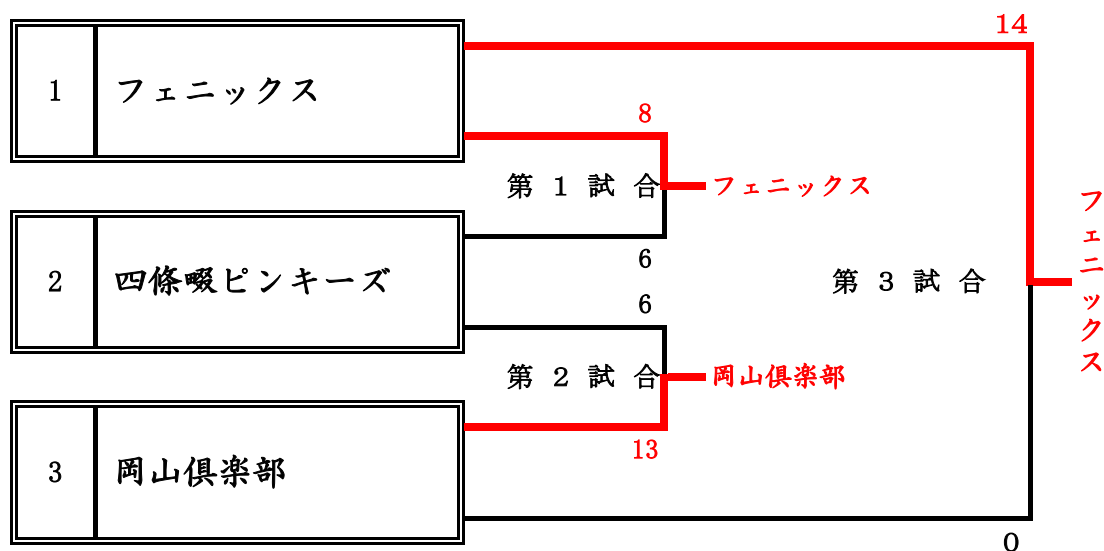 14
1 フェニックス
8
第1試合 フェニックス
6
2 四條畷ピンキーズ
第3試合
フェニックス
6
第2試合 岡山倶楽部
13
3 岡山倶楽部
0